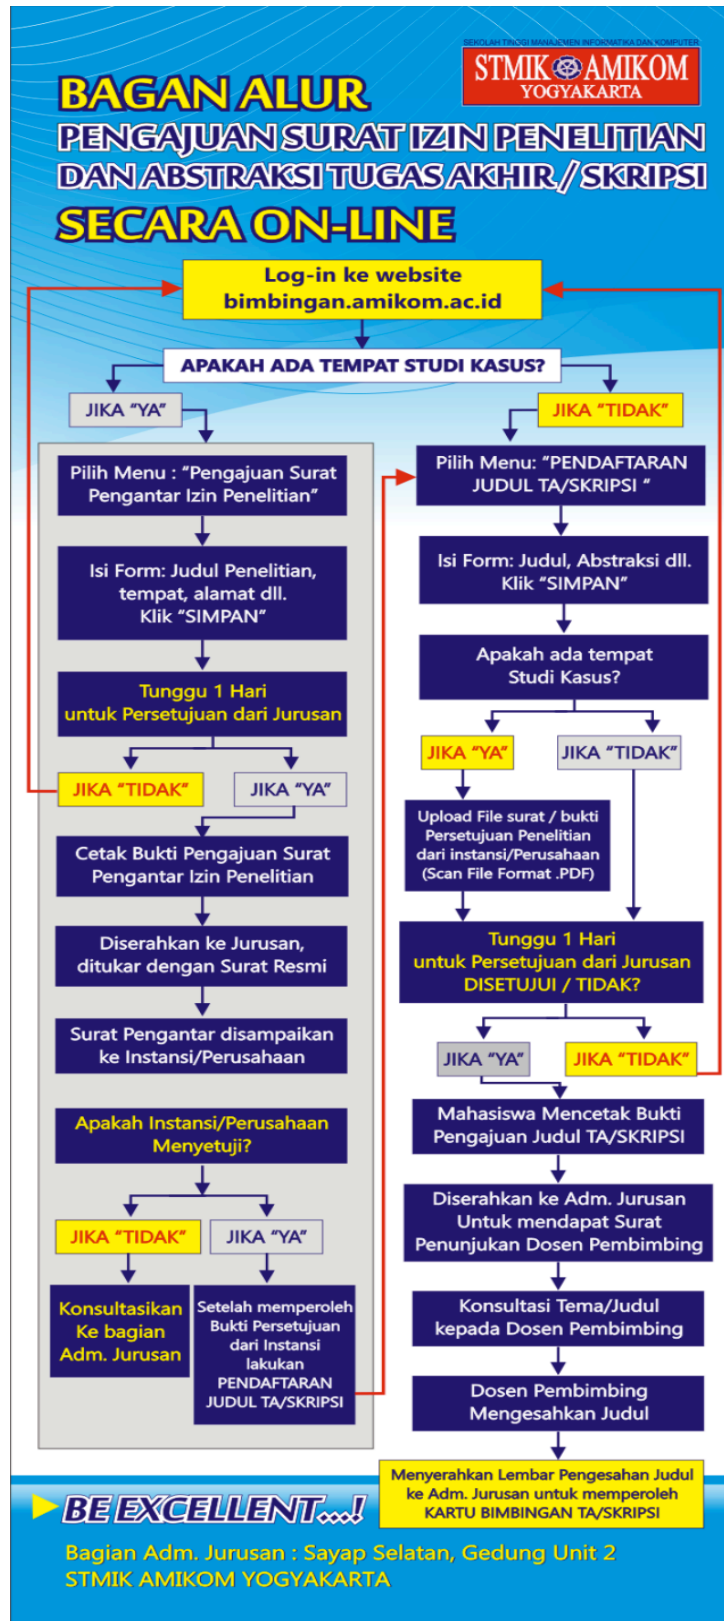 SEKOLAH TINGGI MANAJEMEN INFORMATIKA DAN KOMPUTER
STMIK AMIKOM
YOGYAKARTA
BAGAN ALUR
PENGAJUAN SURAT IZIN PENELITIAN
DAN ABSTRAKSI TUGAS AKHIR / SKRIPSI
SECARA ON-LINE
Log-in ke website
bimbingan.amikom.ac.id
APAKAH ADA TEMPAT STUDI KASUS?
JIKA "YA"
Pilih Menu : "Pengajuan Surat
Pengantar Izin Penelitian"
Isi Form: Judul Penelitian,
tempat, alamat dll.
Klik "SIMPAN"
Tunggu 1 Hari
untuk Persetujuan dari Jurusan
JIKA "TIDAK"
JIKA "YA"
Cetak Bukti Pengajuan Surat
Pengantar Izin Penelitian
Diserahkan ke Jurusan,
ditukar dengan Surat Resmi
Surat Pengantar disampaikan
ke Instansi/Perusahaan
Apakah Instansi/Perusahaan
Menyetuji?
JIKA "TIDAK"
JIKA "YA"
Konsultasikan
Ke bagian
Adm. Jurusan
Setelah memperoleh
Bukti Persetujuan
dari Instansi
lakukan
PENDAFTARAN
JUDUL TA/SKRIPSI
JIKA "TIDAK"
Pilih Menu: "PENDAFTARAN
JUDUL TA/SKRIPSI "
Isi Form: Judul, Abstraksi dll.
Klik "SIMPAN"
Apakah ada tempat
Studi Kasus?
JIKA "YA"
JIKA "TIDAK"
Upload File surat / bukti
Persetujuan Penelitian
dari instansi/Perusahaan
(Scan File Format .PDF)
Tunggu 1 Hari
untuk Persetujuan dari Jurusan
DISETUJUI / TIDAK?
JIKA "YA"
JIKA "TIDAK"
Mahasiswa Mencetak Bukti
Pengajuan Judul TA/SKRIPSI
Diserahkan ke Adm. Jurusan
Untuk mendapat Surat
Penunjukan Dosen Pembimbing
Konsultasi Tema/Judul
kepada Dosen Pembimbing
Dosen Pembimbing
Mengesahkan Judul
Menyerahkan Lembar Pengesahan Judul
ke Adm. Jurusan untuk memperoleh
KARTU BIMBINGAN TA/SKRIPSI
BE EXCELLENT....!
Bagian Adm. Jurusan : Sayap Selatan, Gedung Unit 2
STMIK AMIKOM YOGYAKARTA